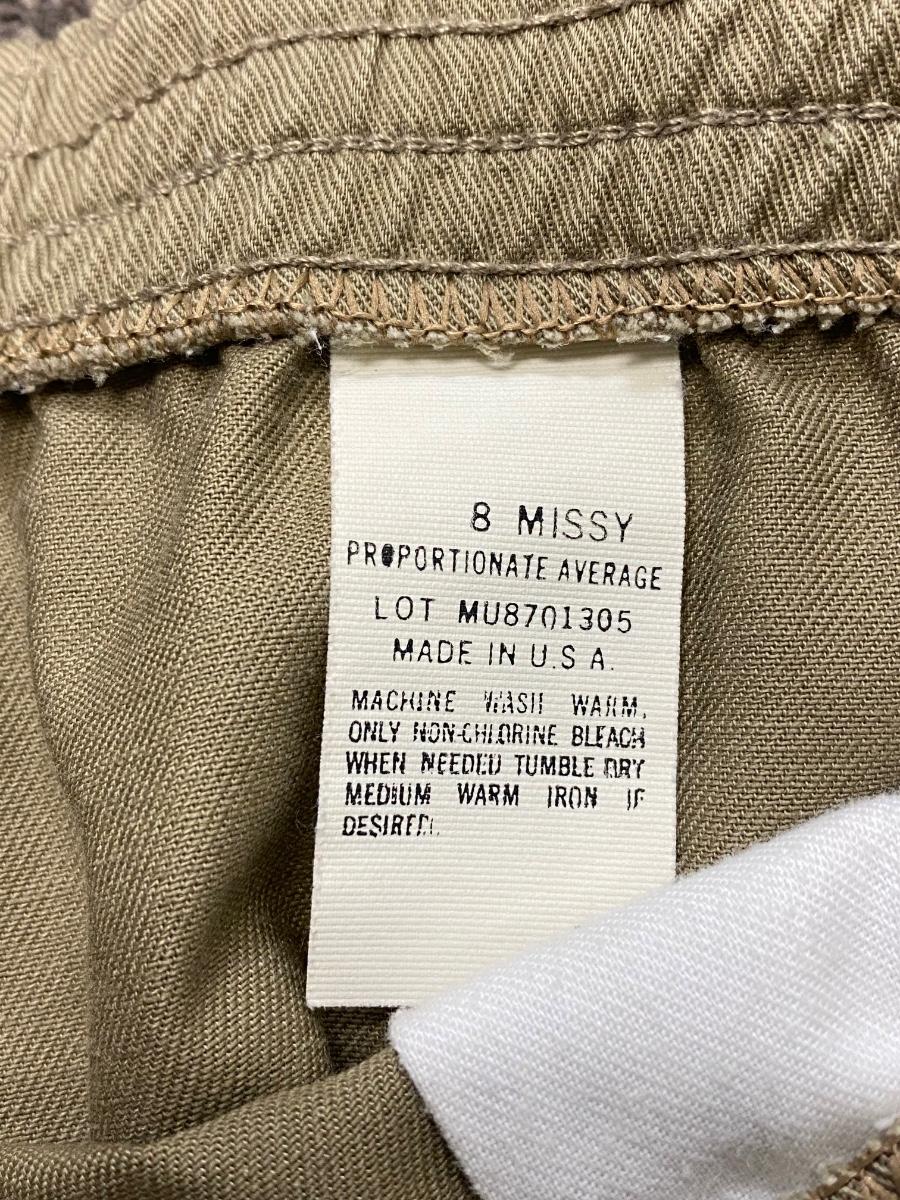 8 MISSY
PROPORTIONATE AVERAGE
LOT MU8701305
MADE IN U.S A.
MACHINE WASH WARM,
ONLY NON-CHLORINE BLEACH
WHEN NEEDED TUMBLE DRY
MEDIUM WARM IRON IF
DESIRED.